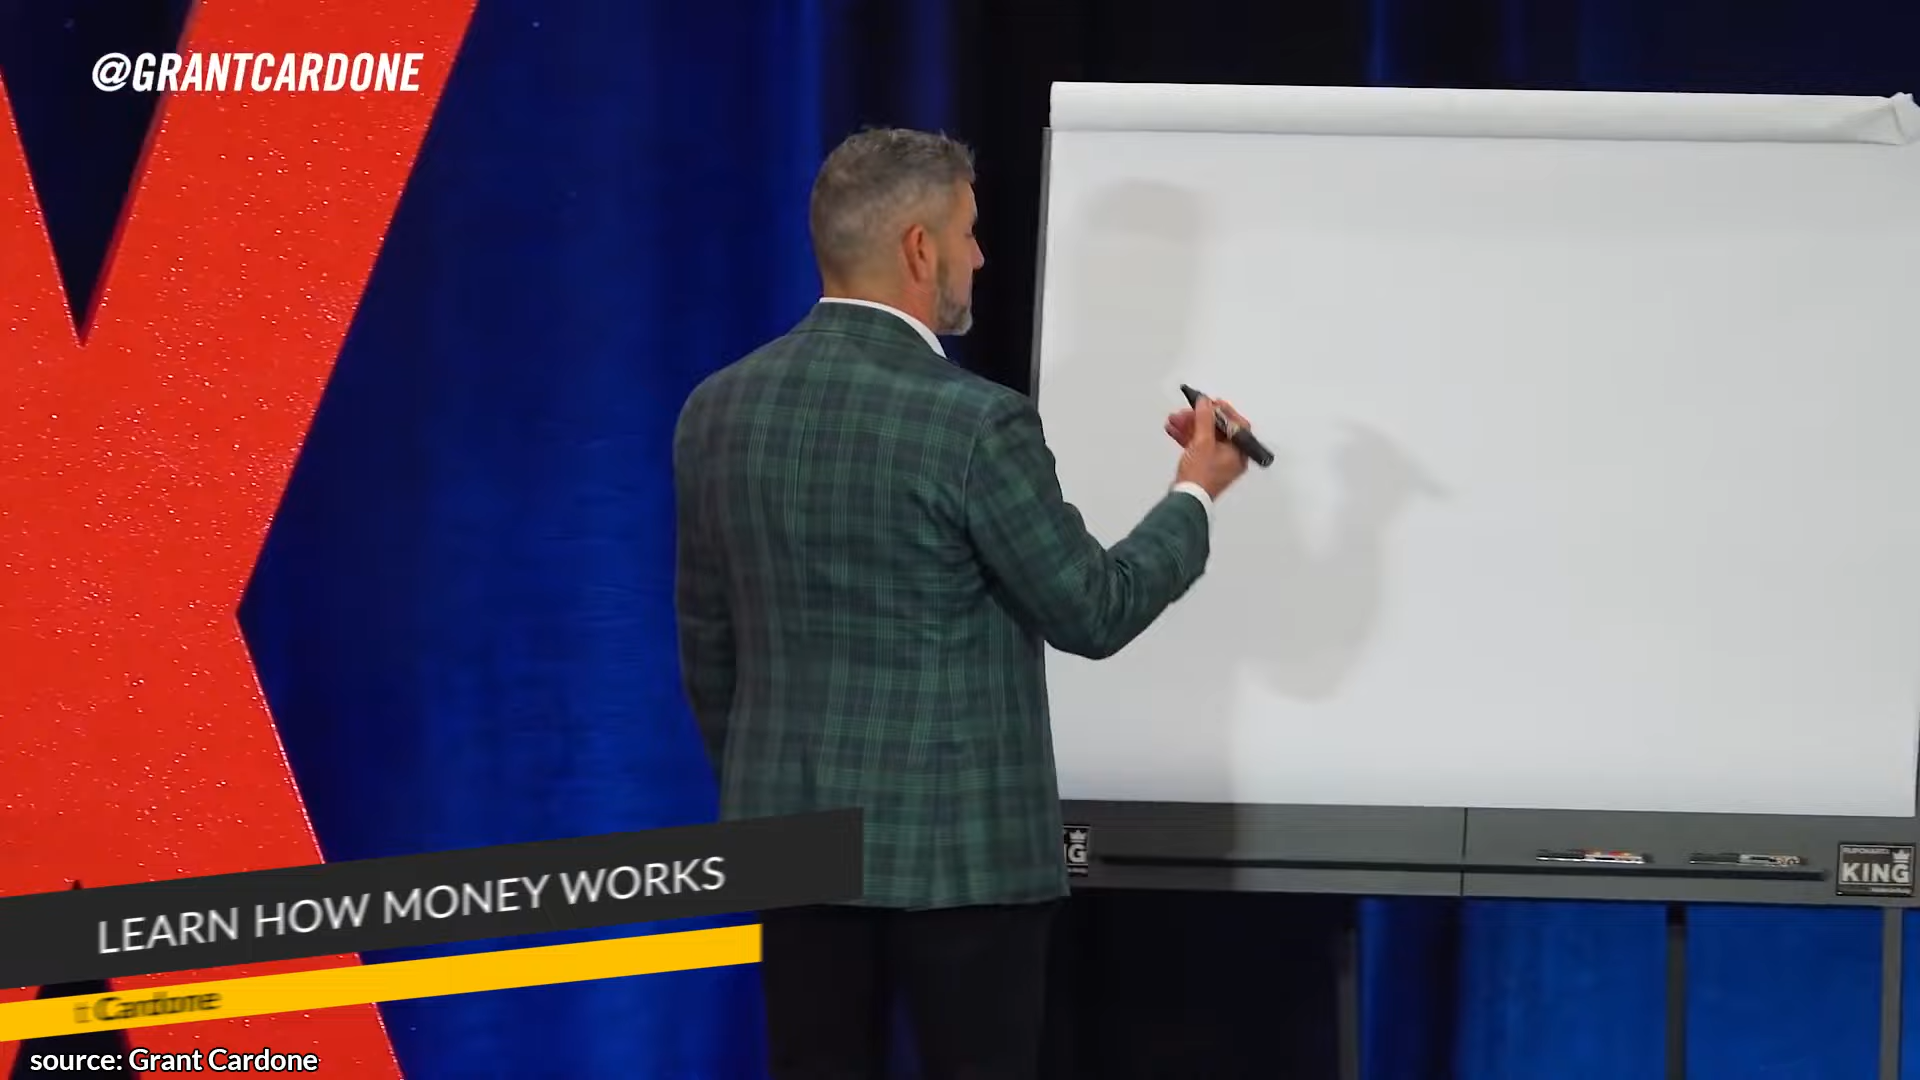 @GRANTCARDONE
KING
LEARN HOW MONEY WORKS
t Cardone
source: Grant Cardone